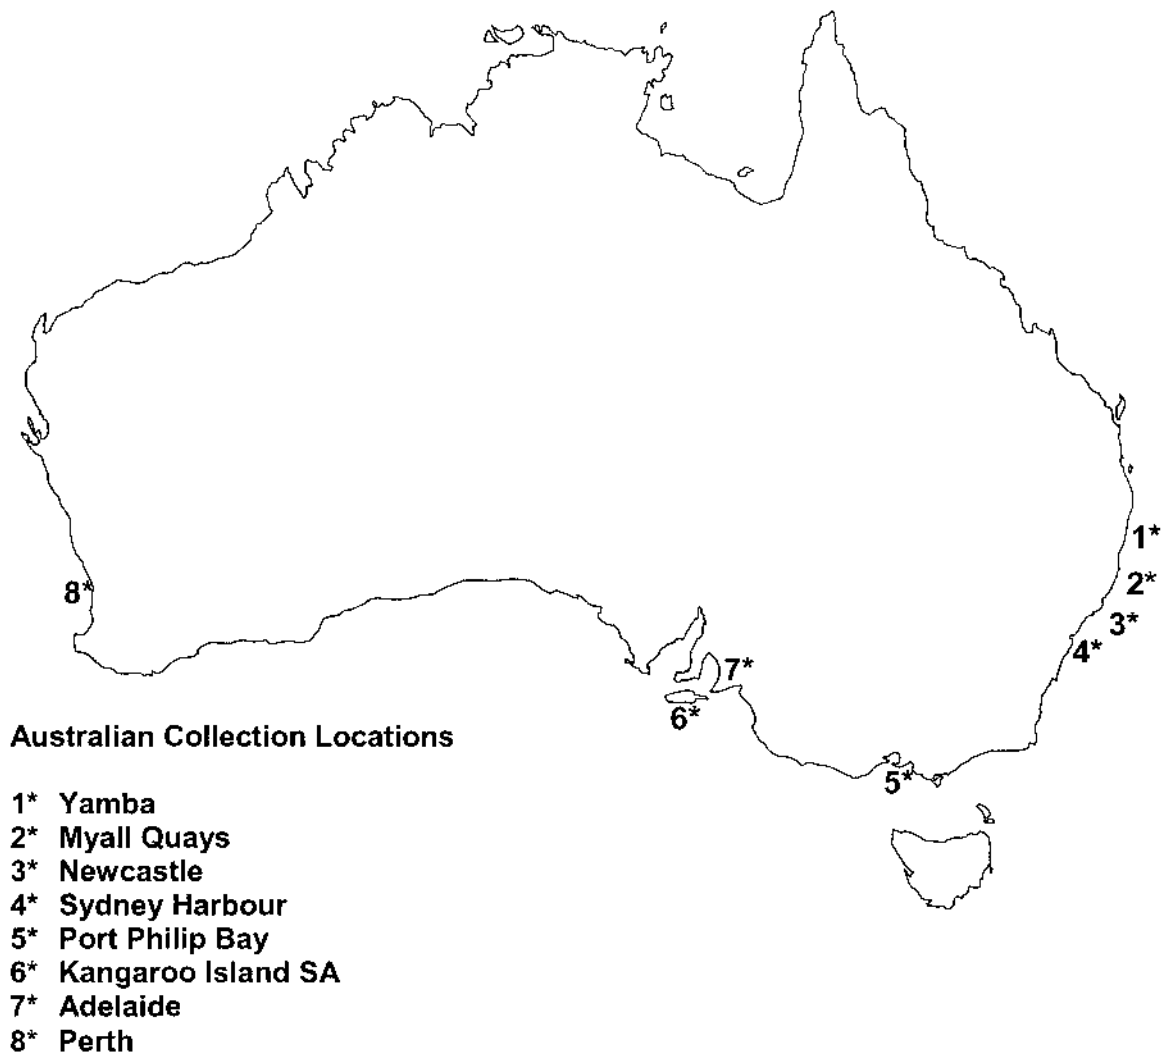 1*
2*
3*
4*
8*
7*
6*
5*
Australian Collection Locations
1* Yamba
2* Myall Quays
3* Newcastle
4* Sydney Harbour
5* Port Philip Bay
6* Kangaroo Island SA
7* Adelaide
8* Perth